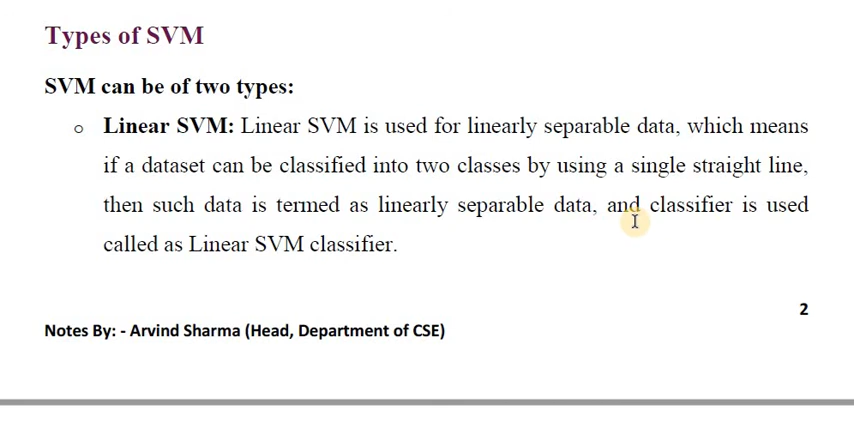 Types of SVM
SVM can be of two types:
o Linear SVM: Linear SVM is used for linearly separable data, which means
if a dataset can be classified into two classes by using a single straight line,
then such data is termed as linearly separable data, and classifier is used
called as Linear SVM classifier.
2
Notes By: - Arvind Sharma (Head, Department of CSE)